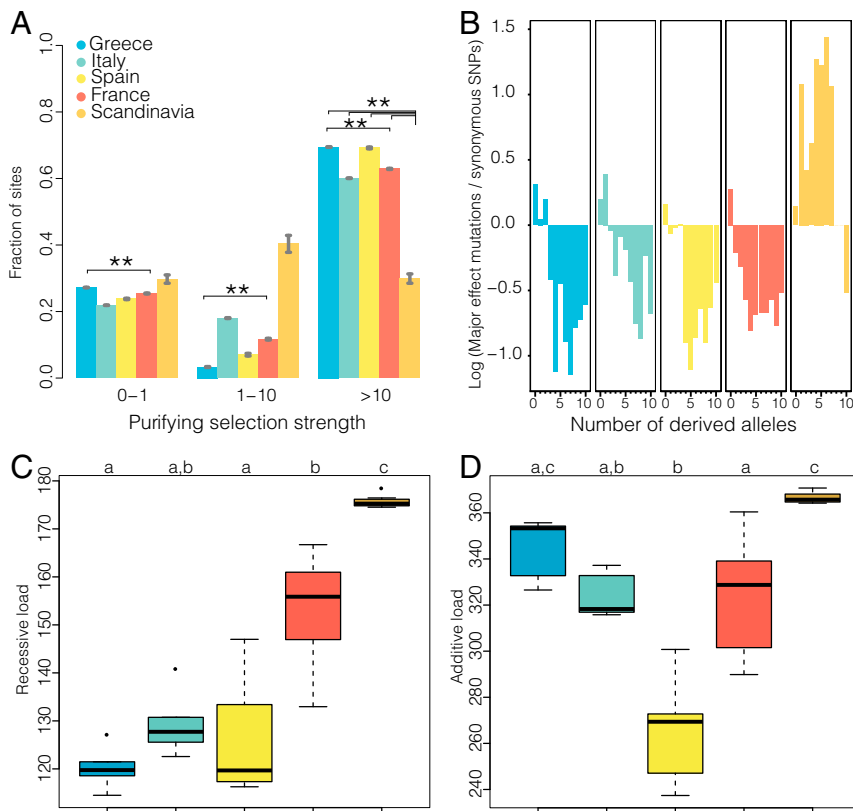 A
Greece
Italy
Spain
France
Scandinavia
Fraction of sites
1.0
0.8
0.6
0.4
0.2
0.0
**
**
**
**
0-1
1-10
>10
Purifying selection strength
B
Log (Major effect mutations / synonymous SNPs)
1.5
1.0
0.5
0.0
−0.5
−1.0
0 5 10 0 5 10 0 5 10 0 5 10 0 5 10
Number of derived alleles
C
a a,b a b c
Recessive load
180
170
160
150
140
130
120
D
a,c a,b b a c
Additive load
360
340
320
300
280
260
240